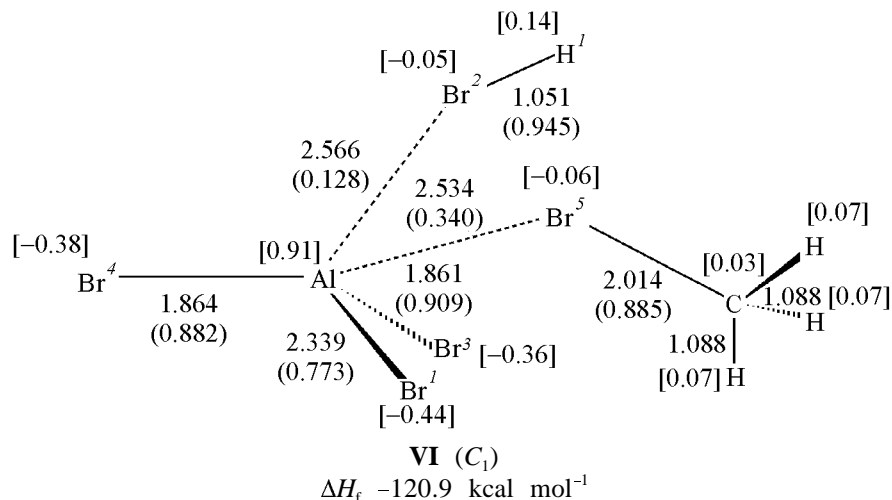 [0.14]
H¹
[−0.05]
Br²
1.051
(0.945)
2.566
(0.128)
2.534
(0.340)
[−0.06]
Br⁵
[0.07]
H
[−0.38]
Br⁴
[0.91]
Al
1.861
(0.909)
2.014
(0.885)
[0.03]
C
1.088 [0.07]
H
1.864
(0.882)
2.339
(0.773)
Br³
[−0.36]
1.088
Br¹
[−0.44]
[0.07] H
VI (C₁)
ΔH_f −120.9 kcal mol⁻¹